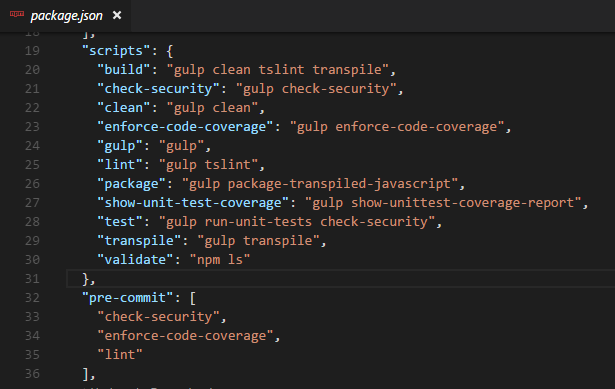 package.json
18 ],
19 "scripts": {
20 "build": "gulp clean tslint transpile",
21 "check-security": "gulp check-security",
22 "clean": "gulp clean",
23 "enforce-code-coverage": "gulp enforce-code-coverage",
24 "gulp": "gulp",
25 "lint": "gulp tslint",
26 "package": "gulp package-transpiled-javascript",
27 "show-unit-test-coverage": "gulp show-unittest-coverage-report",
28 "test": "gulp run-unit-tests check-security",
29 "transpile": "gulp transpile",
30 "validate": "npm ls"
31 },
32 "pre-commit": [
33 "check-security",
34 "enforce-code-coverage",
35 "lint"
36 ],